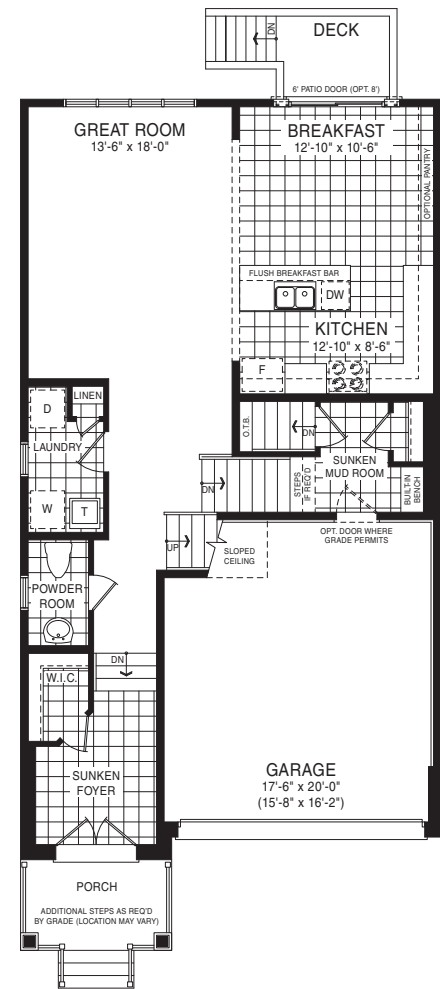 DECK
DN
6' PATIO DOOR (OPT. 8')
GREAT ROOM
13'-6" x 18'-0"
BREAKFAST
12'-10" x 10'-6"
OPTIONAL PANTRY
FLUSH BREAKFAST BAR
DW
KITCHEN
12'-10" x 8'-6"
F
D
LINEN
LAUNDRY
W
T
O.T.B.
DN
SUNKEN
MUD ROOM
DN
STEPS
IF REQ'D
BUILT-IN
BENCH
UP
SLOPED
CEILING
OPT. DOOR WHERE
GRADE PERMITS
POWDER
ROOM
DN
W.I.C.
SUNKEN
FOYER
GARAGE
17'-6" x 20'-0"
(15'-8" x 16'-2")
PORCH
ADDITIONAL STEPS AS REQ'D
BY GRADE (LOCATION MAY VARY)